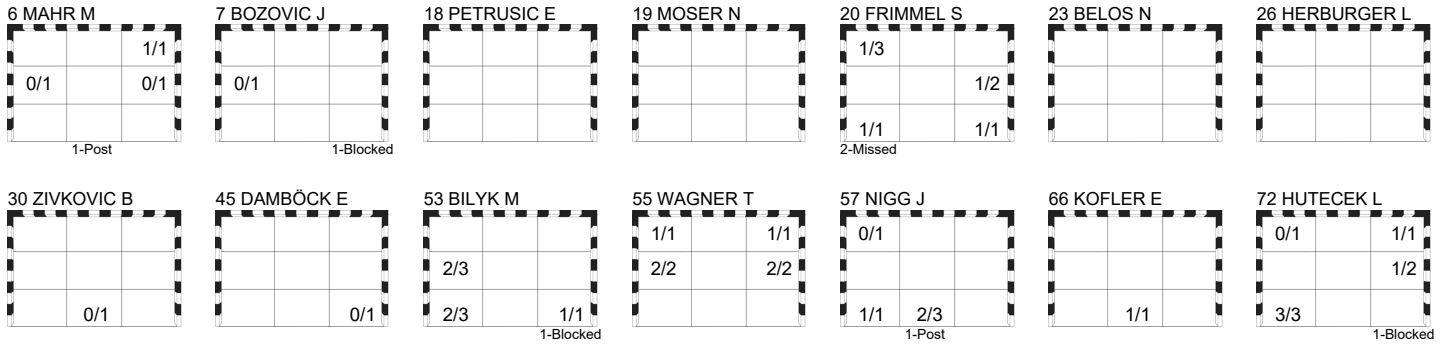 6 MAHR M 7 BOZOVIC J 18 PETRUSIC E 19 MOSER N 20 FRIMMEL S 23 BELOS N 26 HERBURGER L
1/1 1/3
0/1 0/1 0/1 1/2
1/1 1/1
1-Post 1-Blocked 2-Missed
30 ZIVKOVIC B 45 DAMBÖCK E 53 BILYK M 55 WAGNER T 57 NIGG J 66 KOFLER E 72 HUTECEK L
1/1 1/1 0/1 0/1 1/1
2/3 2/2 2/2 1/2
0/1 0/1 2/3 1/1 1/1 2/3 1/1 3/3
1-Blocked 1-Post 1-Blocked